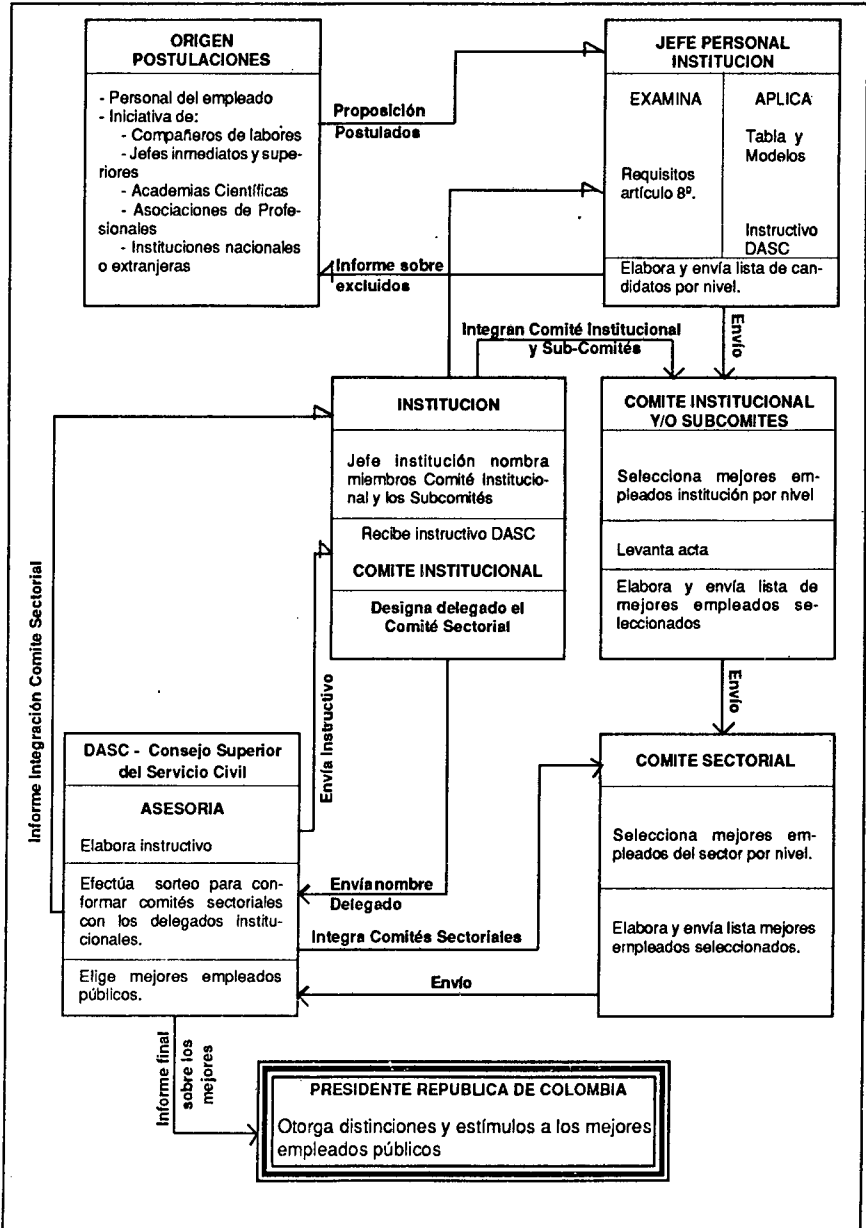 ORIGEN
POSTULACIONES
- Personal del empleado
- Iniciativa de:
- Compañeros de labores
- Jefes inmediatos y supe-
riores
- Academias Científicas
- Asociaciones de Profe-
sionales
- Instituciones nacionales
o extranjeras
Proposición
Postulados
Informe sobre
excluidos
JEFE PERSONAL
INSTITUCION
EXAMINA
Requisitos
artículo 8º.
APLICA
Tabla y
Modelos
Instructivo
DASC
Elabora y envía lista de can-
didatos por nivel.
Envío
Integran Comité Institucional
y Sub-Comités
INSTITUCION
Jefe institución nombra
miembros Comité Institucio-
nal y los Subcomités
Recibe instructivo DASC
COMITE INSTITUCIONAL
Designa delegado el
Comité Sectorial
COMITE INSTITUCIONAL
Y/O SUBCOMITES
Selecciona mejores em-
pleados institución por nivel
Levanta acta
Elabora y envía lista de
mejores empleados se-
leccionados
Envío
Informe Integración Comite Sectorial
Envía Instructivo
DASC - Consejo Superior
del Servicio Civil
ASESORIA
Elabora instructivo
Efectúa sorteo para con-
formar comités sectoriales
con los delegados institu-
cionales.
Elige mejores empleados
públicos.
Envía nombre
Delegado
Integra Comités Sectoriales
Envío
COMITE SECTORIAL
Selecciona mejores em-
pleados del sector por nivel.
Elabora y envía lista mejores
empleados seleccionados.
Informe final
sobre los
mejores
PRESIDENTE REPUBLICA DE COLOMBIA
Otorga distinciones y estímulos a los mejores
empleados públicos